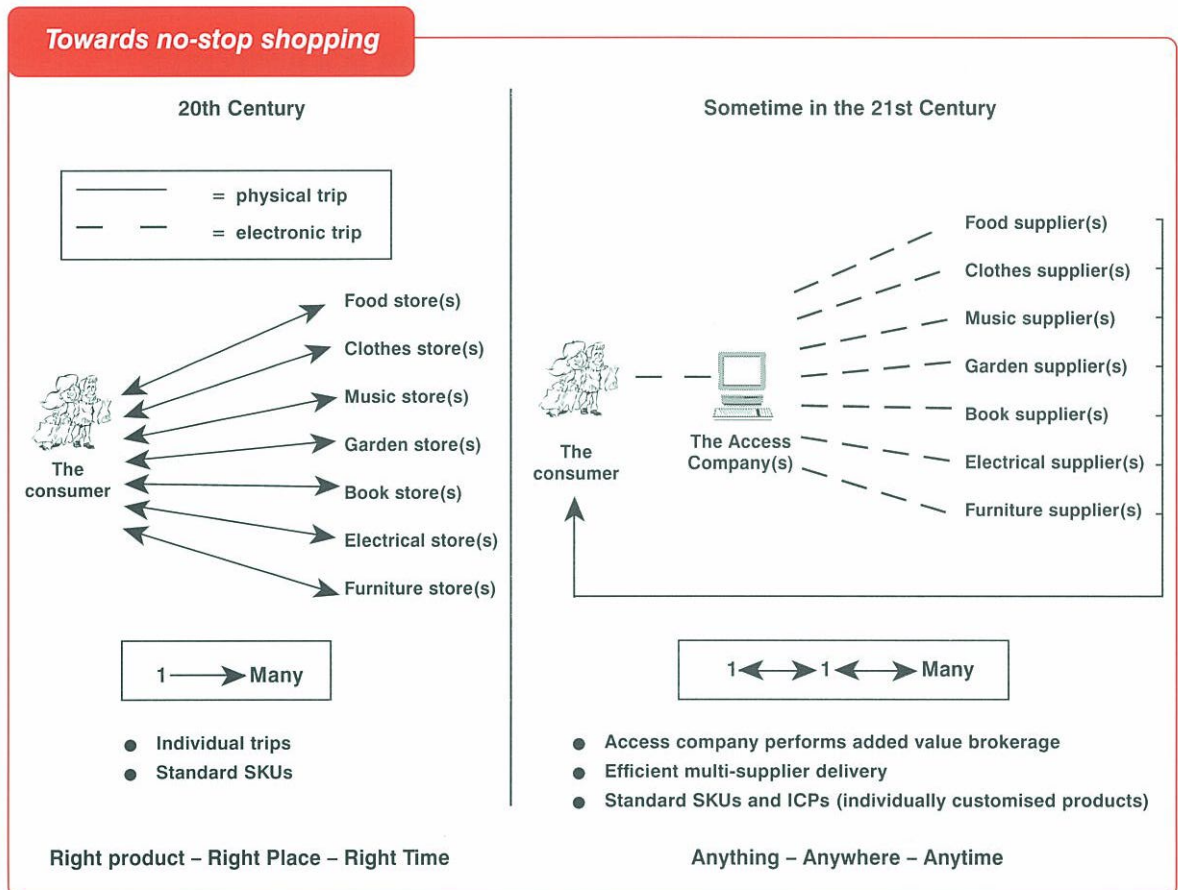 Towards no-stop shopping
20th Century
= physical trip
= electronic trip
Food store(s)
Clothes store(s)
Music store(s)
Garden store(s)
Book store(s)
Electrical store(s)
Furniture store(s)
The
consumer
1 Many
● Individual trips
● Standard SKUs
Right product – Right Place – Right Time
Sometime in the 21st Century
Food supplier(s)
Clothes supplier(s)
Music supplier(s)
Garden supplier(s)
Book supplier(s)
Electrical supplier(s)
Furniture supplier(s)
The
consumer
The Access
Company(s)
1 1 Many
● Access company performs added value brokerage
● Efficient multi-supplier delivery
● Standard SKUs and ICPs (individually customised products)
Anything – Anywhere – Anytime